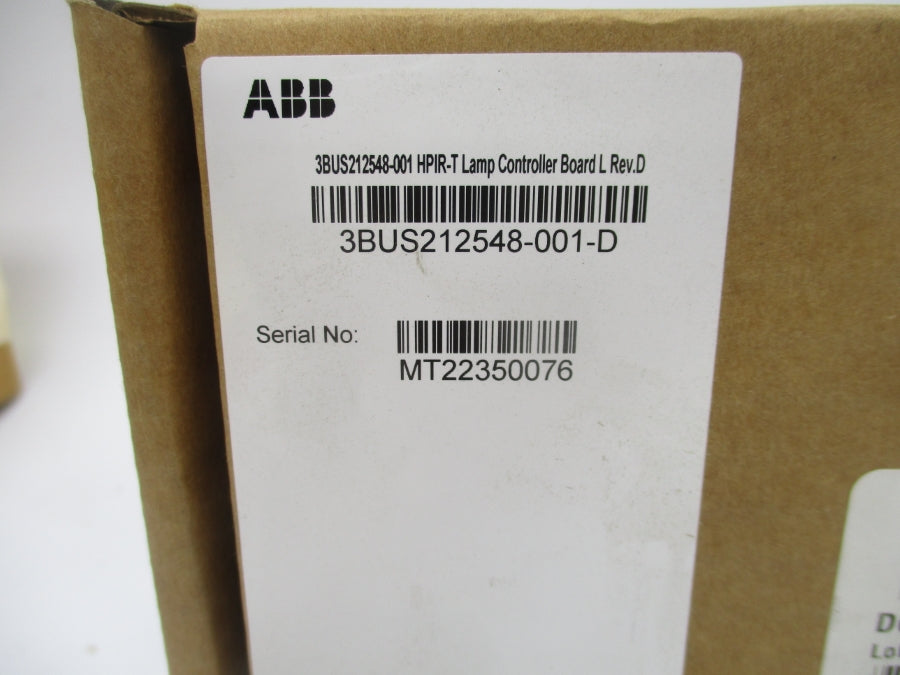 ABB
3BUS212548-001 HPIR-T Lamp Controller Board L Rev.D
3BUS212548-001-D
Serial No:
MT22350076